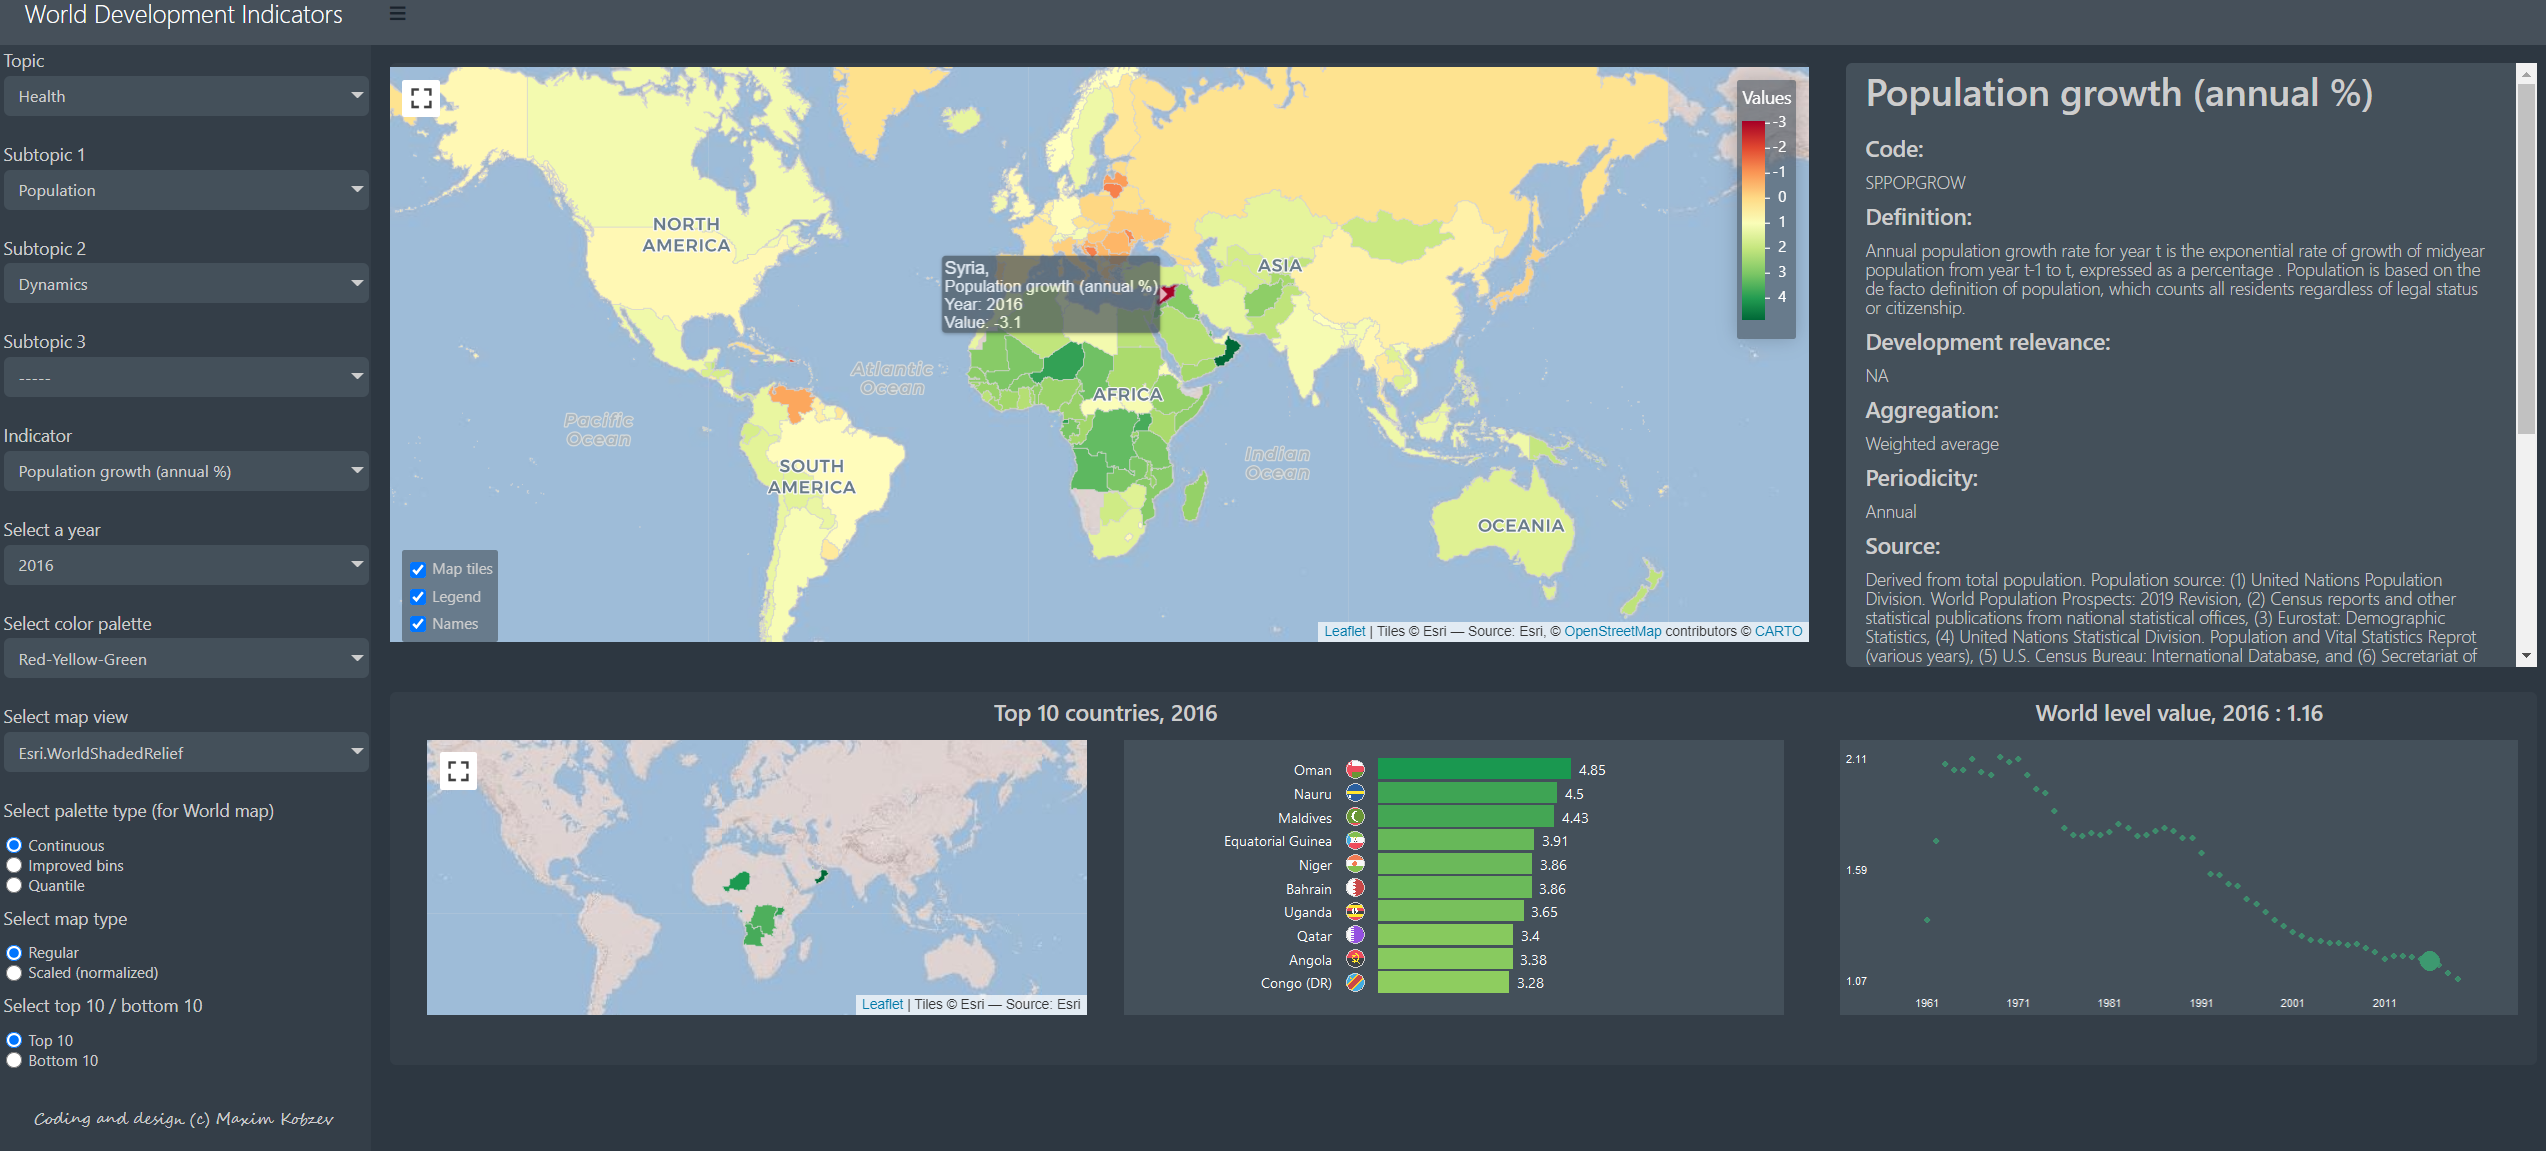 World Development Indicators
Topic
Health
Subtopic 1
Population
Subtopic 2
Dynamics
Subtopic 3
-----
Indicator
Population growth (annual %)
Select a year
2016
Select color palette
Red-Yellow-Green
Select map view
Esri.WorldShadedRelief
Select palette type (for World map)
Continuous
Improved bins
Quantile
Select map type
Regular
Scaled (normalized)
Select top 10 / bottom 10
Top 10
Bottom 10
Coding and design (c) Maxim Kobzev
NORTH
AMERICA
ASIA
Syria,
Population growth (annual %)
Year: 2016
Value: -3.1
Atlantic
Ocean
AFRICA
Pacific
Ocean
SOUTH
AMERICA
Indian
Ocean
OCEANIA
Values
-3
-2
-1
0
1
2
3
4
Map tiles
Legend
Names
Leaflet | Tiles © Esri — Source: Esri, © OpenStreetMap contributors © CARTO
Population growth (annual %)
Code:
SP.POP.GROW
Definition:
Annual population growth rate for year t is the exponential rate of growth of midyear
population from year t-1 to t, expressed as a percentage . Population is based on the
de facto definition of population, which counts all residents regardless of legal status
or citizenship.
Development relevance:
NA
Aggregation:
Weighted average
Periodicity:
Annual
Source:
Derived from total population. Population source: (1) United Nations Population
Division. World Population Prospects: 2019 Revision, (2) Census reports and other
statistical publications from national statistical offices, (3) Eurostat: Demographic
Statistics, (4) United Nations Statistical Division. Population and Vital Statistics Reprot
(various years), (5) U.S. Census Bureau: International Database, and (6) Secretariat of
Top 10 countries, 2016
Leaflet | Tiles © Esri — Source: Esri
Oman 4.85
Nauru 4.5
Maldives 4.43
Equatorial Guinea 3.91
Niger 3.86
Bahrain 3.86
Uganda 3.65
Qatar 3.4
Angola 3.38
Congo (DR) 3.28
World level value, 2016 : 1.16
2.11
1.59
1.07
1961 1971 1981 1991 2001 2011